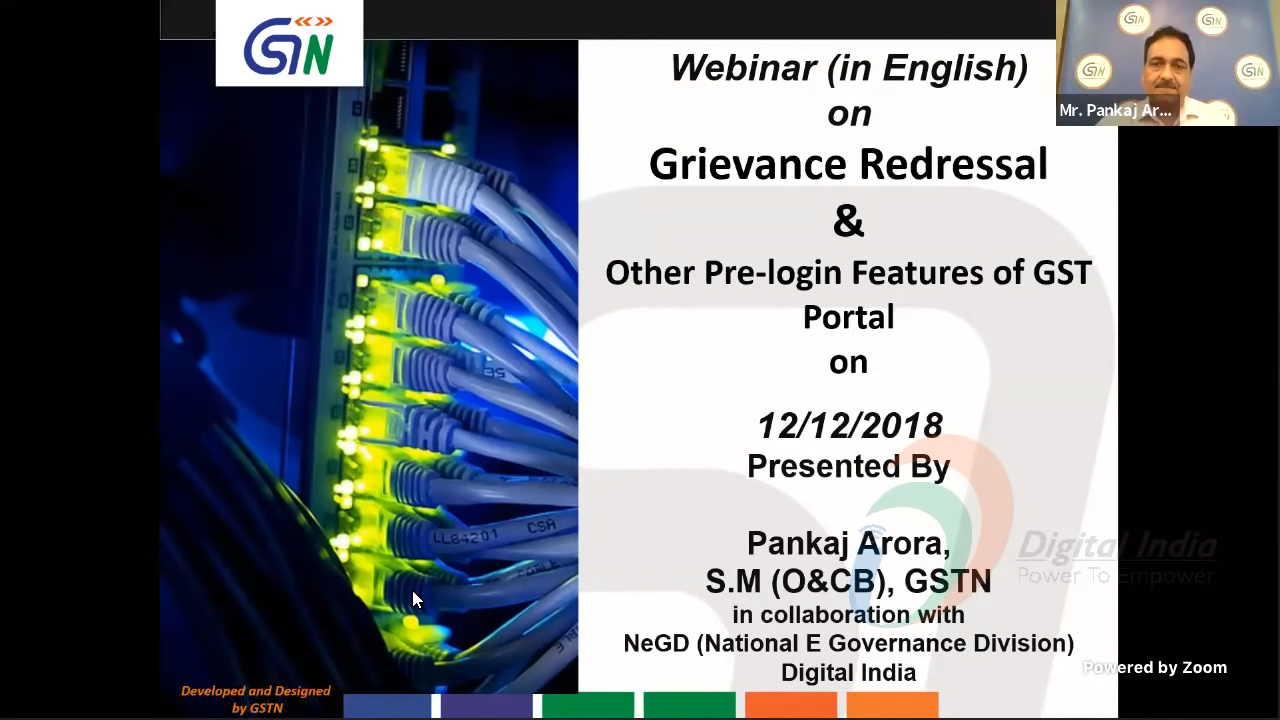 GSTN
Webinar (in English)
on
Grievance Redressal
&
Other Pre-login Features of GST
Portal
on
12/12/2018
Presented By
Pankaj Arora,
S.M (O&CB), GSTN
in collaboration with
NeGD (National E Governance Division)
Digital India
Mr. Pankaj Ar...
LL84201 CSA
Digital India
Power To Empower
Powered by Zoom
Developed and Designed
by GSTN